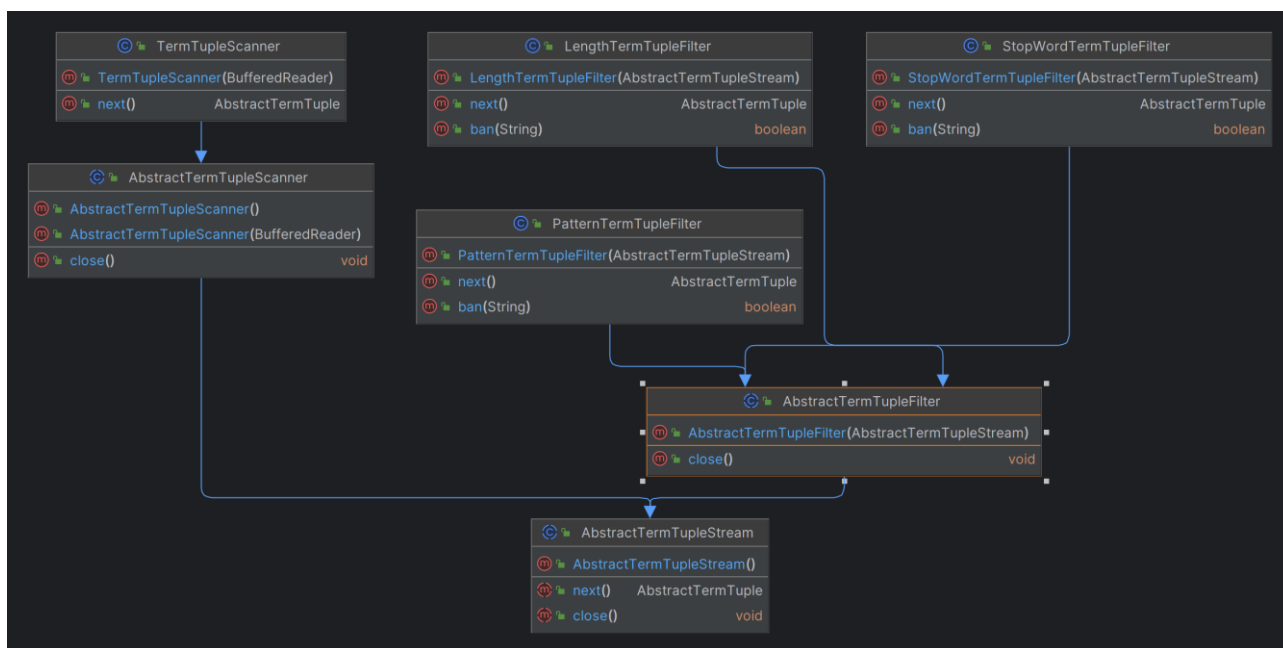 TermTupleScanner
TermTupleScanner(BufferedReader)
next() AbstractTermTuple
LengthTermTupleFilter
LengthTermTupleFilter(AbstractTermTupleStream)
next() AbstractTermTuple
ban(String) boolean
StopWordTermTupleFilter
StopWordTermTupleFilter(AbstractTermTupleStream)
next() AbstractTermTuple
ban(String) boolean
AbstractTermTupleScanner
AbstractTermTupleScanner()
AbstractTermTupleScanner(BufferedReader)
close() void
PatternTermTupleFilter
PatternTermTupleFilter(AbstractTermTupleStream)
next() AbstractTermTuple
ban(String) boolean
AbstractTermTupleFilter
AbstractTermTupleFilter(AbstractTermTupleStream)
close() void
AbstractTermTupleStream
AbstractTermTupleStream()
next() AbstractTermTuple
close() void